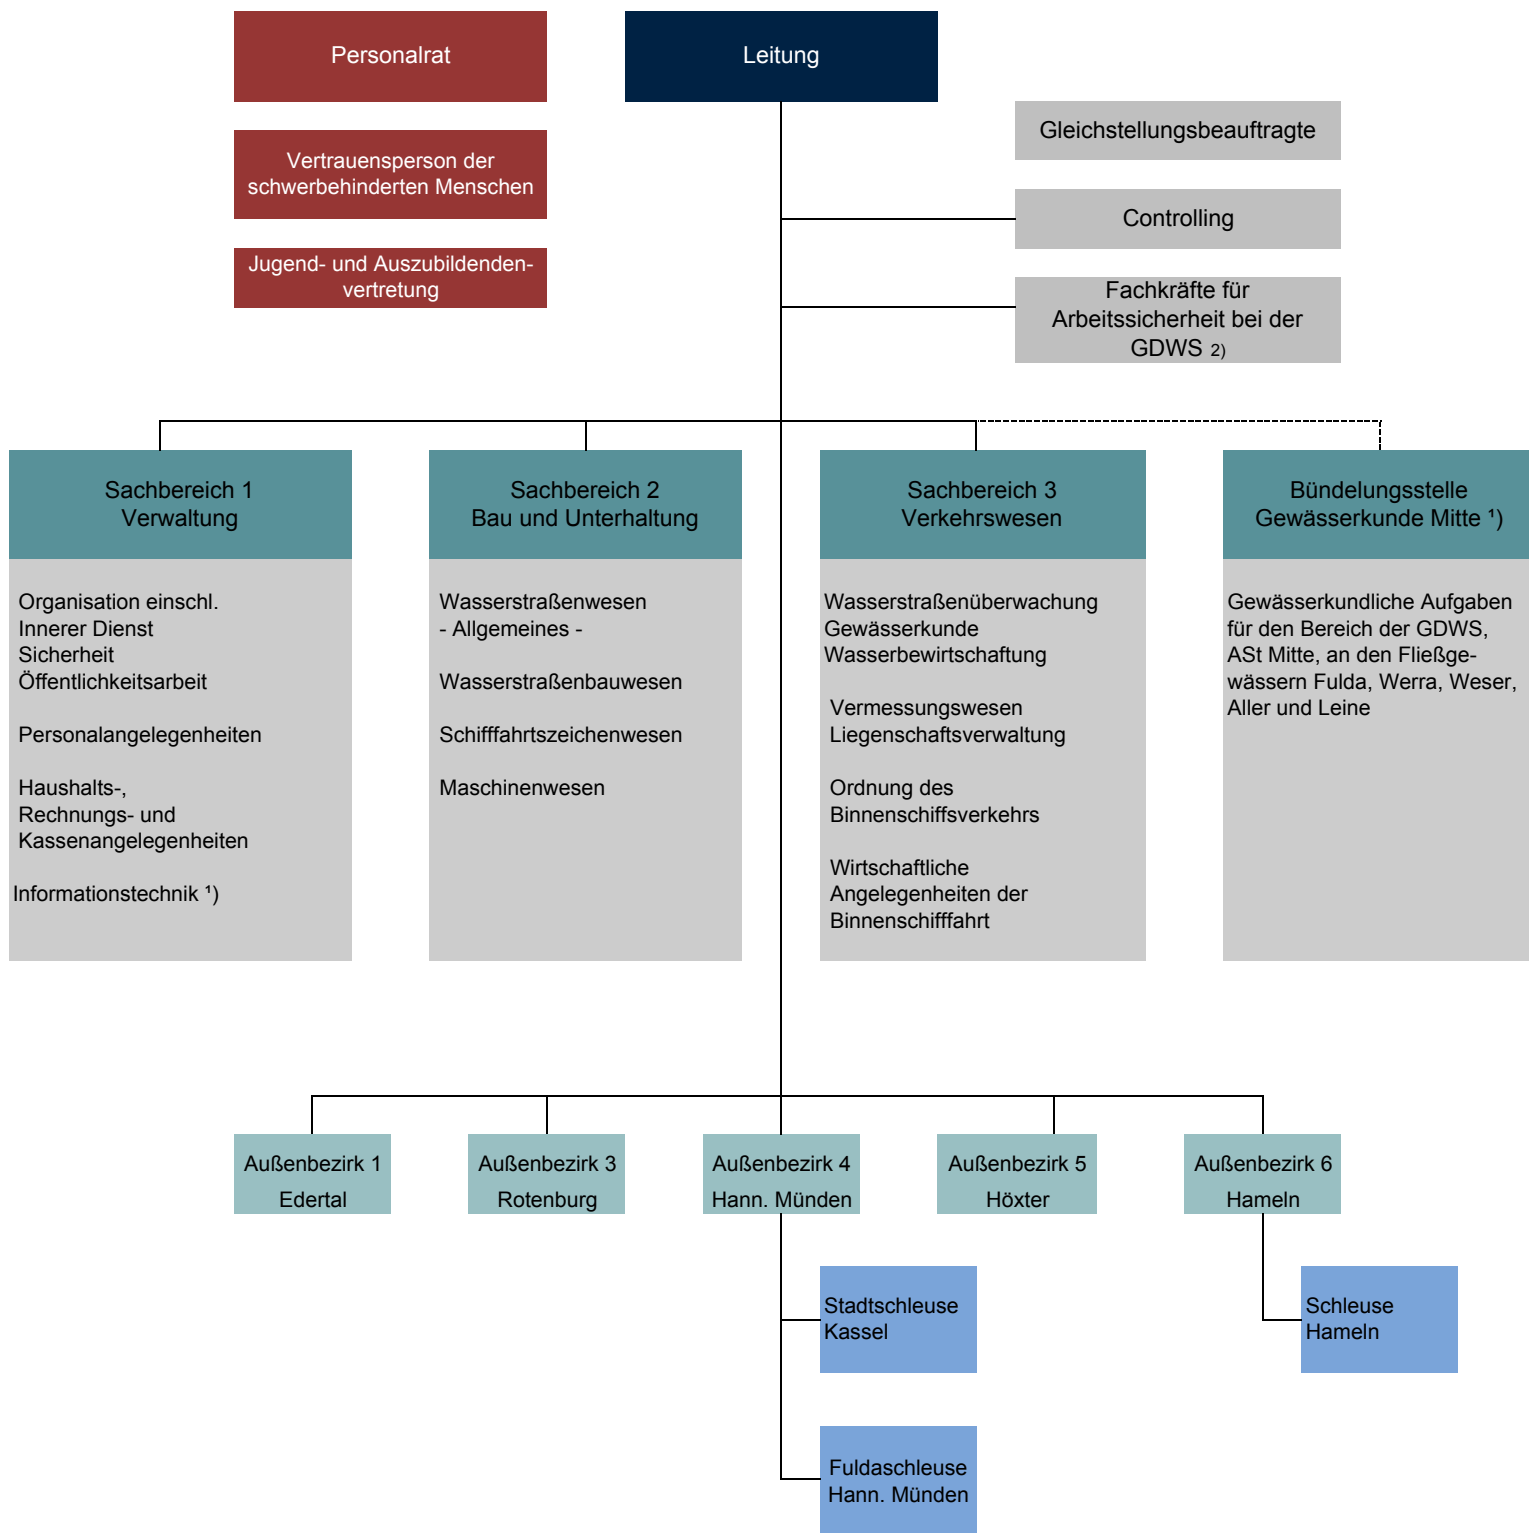 Personalrat
Leitung
Gleichstellungsbeauftragte
Vertrauensperson der
schwerbehinderten Menschen
Controlling
Jugend- und Auszubildenden-
vertretung
Fachkräfte für
Arbeitssicherheit bei der
GDWS 2)
Sachbereich 1
Verwaltung
Organisation einschl.
Innerer Dienst
Sicherheit
Öffentlichkeitsarbeit
Personalangelegenheiten
Haushalts-,
Rechnungs- und
Kassenangelegenheiten
Informationstechnik ¹)
Sachbereich 2
Bau und Unterhaltung
Wasserstraßenwesen
- Allgemeines -
Wasserstraßenbauwesen
Schifffahrtszeichenwesen
Maschinenwesen
Sachbereich 3
Verkehrswesen
Wasserstraßenüberwachung
Gewässerkunde
Wasserbewirtschaftung
Vermessungswesen
Liegenschaftsverwaltung
Ordnung des
Binnenschiffsverkehrs
Wirtschaftliche
Angelegenheiten der
Binnenschifffahrt
Bündelungsstelle
Gewässerkunde Mitte ¹)
Gewässerkundliche Aufgaben
für den Bereich der GDWS,
ASt Mitte, an den Fließge-
wässern Fulda, Werra, Weser,
Aller und Leine
Außenbezirk 1
Edertal
Außenbezirk 3
Rotenburg
Außenbezirk 4
Hann. Münden
Außenbezirk 5
Höxter
Außenbezirk 6
Hameln
Stadtschleuse
Kassel
Schleuse
Hameln
Fuldaschleuse
Hann. Münden